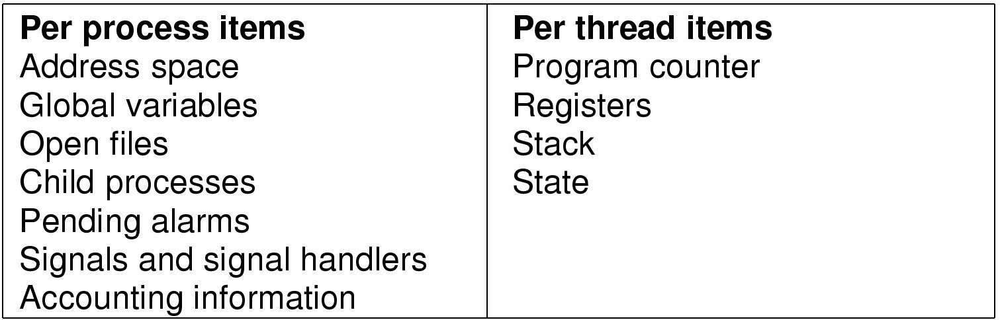 Per process items
Address space
Global variables
Open files
Child processes
Pending alarms
Signals and signal handlers
Accounting information
Per thread items
Program counter
Registers
Stack
State